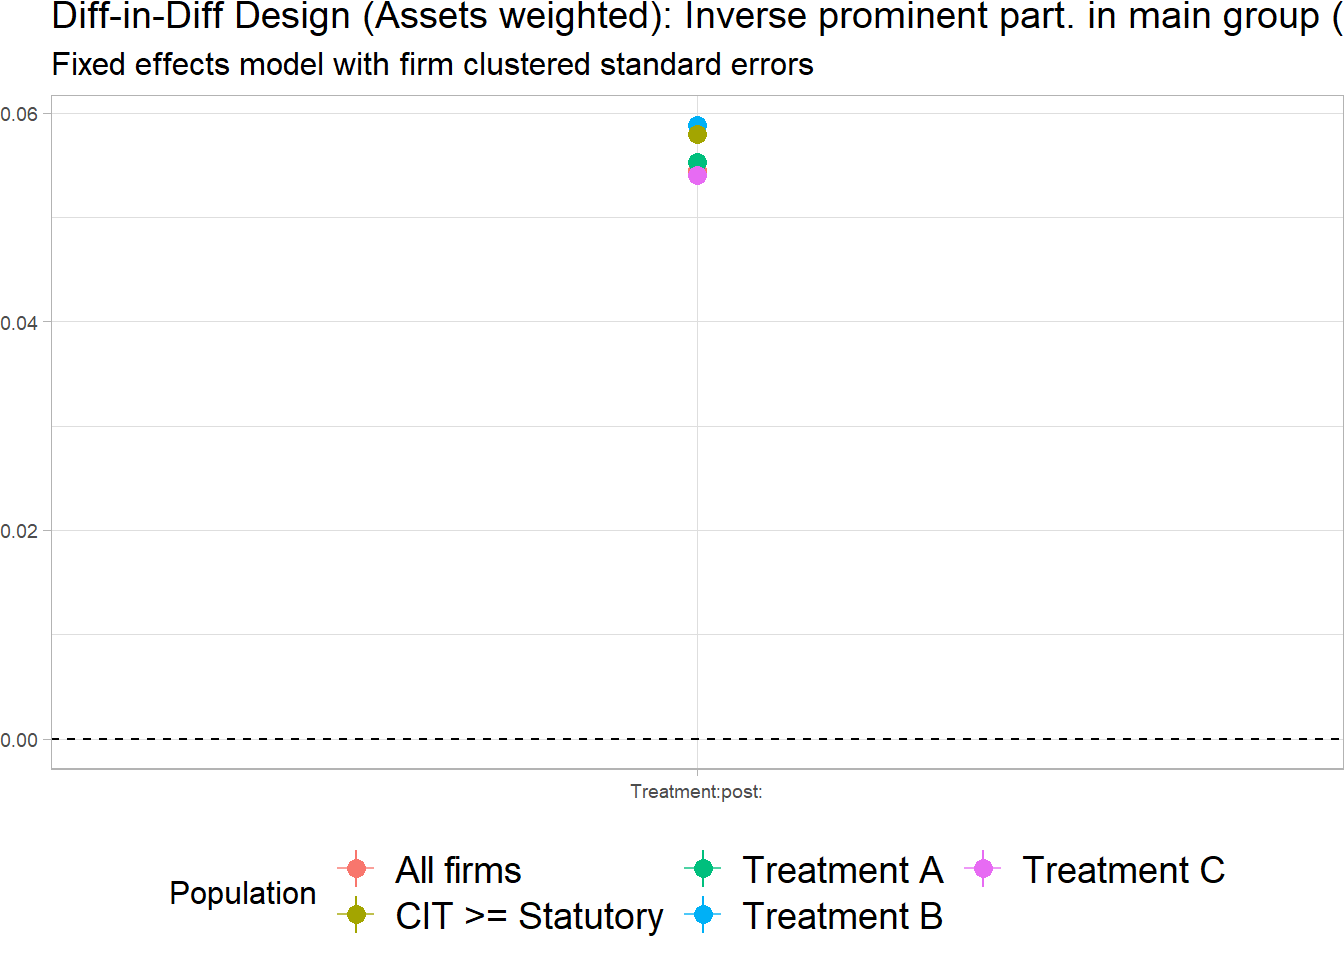 Diff-in-Diff Design (Assets weighted): Inverse prominent part. in main group (
Fixed effects model with firm clustered standard errors
0.06
0.04
0.02
0.00
Treatment:post:
Population
All firms
Treatment A
Treatment C
CIT >= Statutory
Treatment B